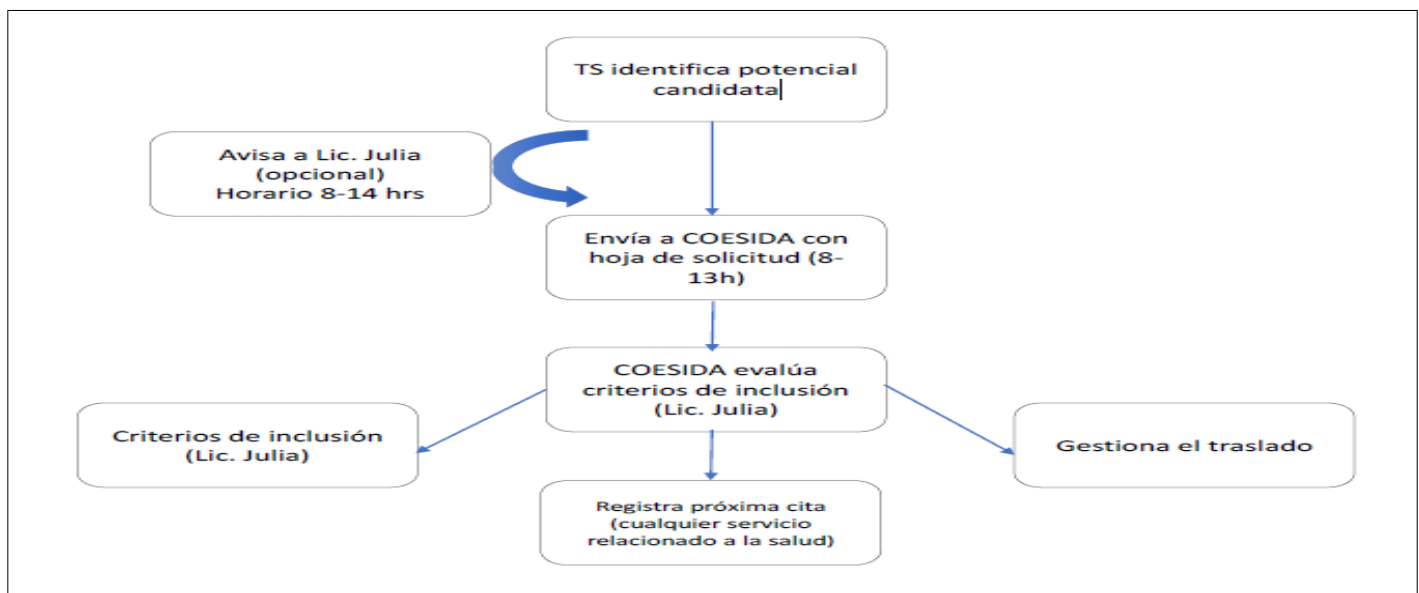 TS identifica potencial
candidata
Avisa a Lic. Julia
(opcional)
Horario 8-14 hrs
Envía a COESIDA con
hoja de solicitud (8-
13h)
COESIDA evalúa
criterios de inclusión
(Lic. Julia)
Criterios de inclusión
(Lic. Julia)
Gestiona el traslado
Registra próxima cita
(cualquier servicio
relacionado a la salud)